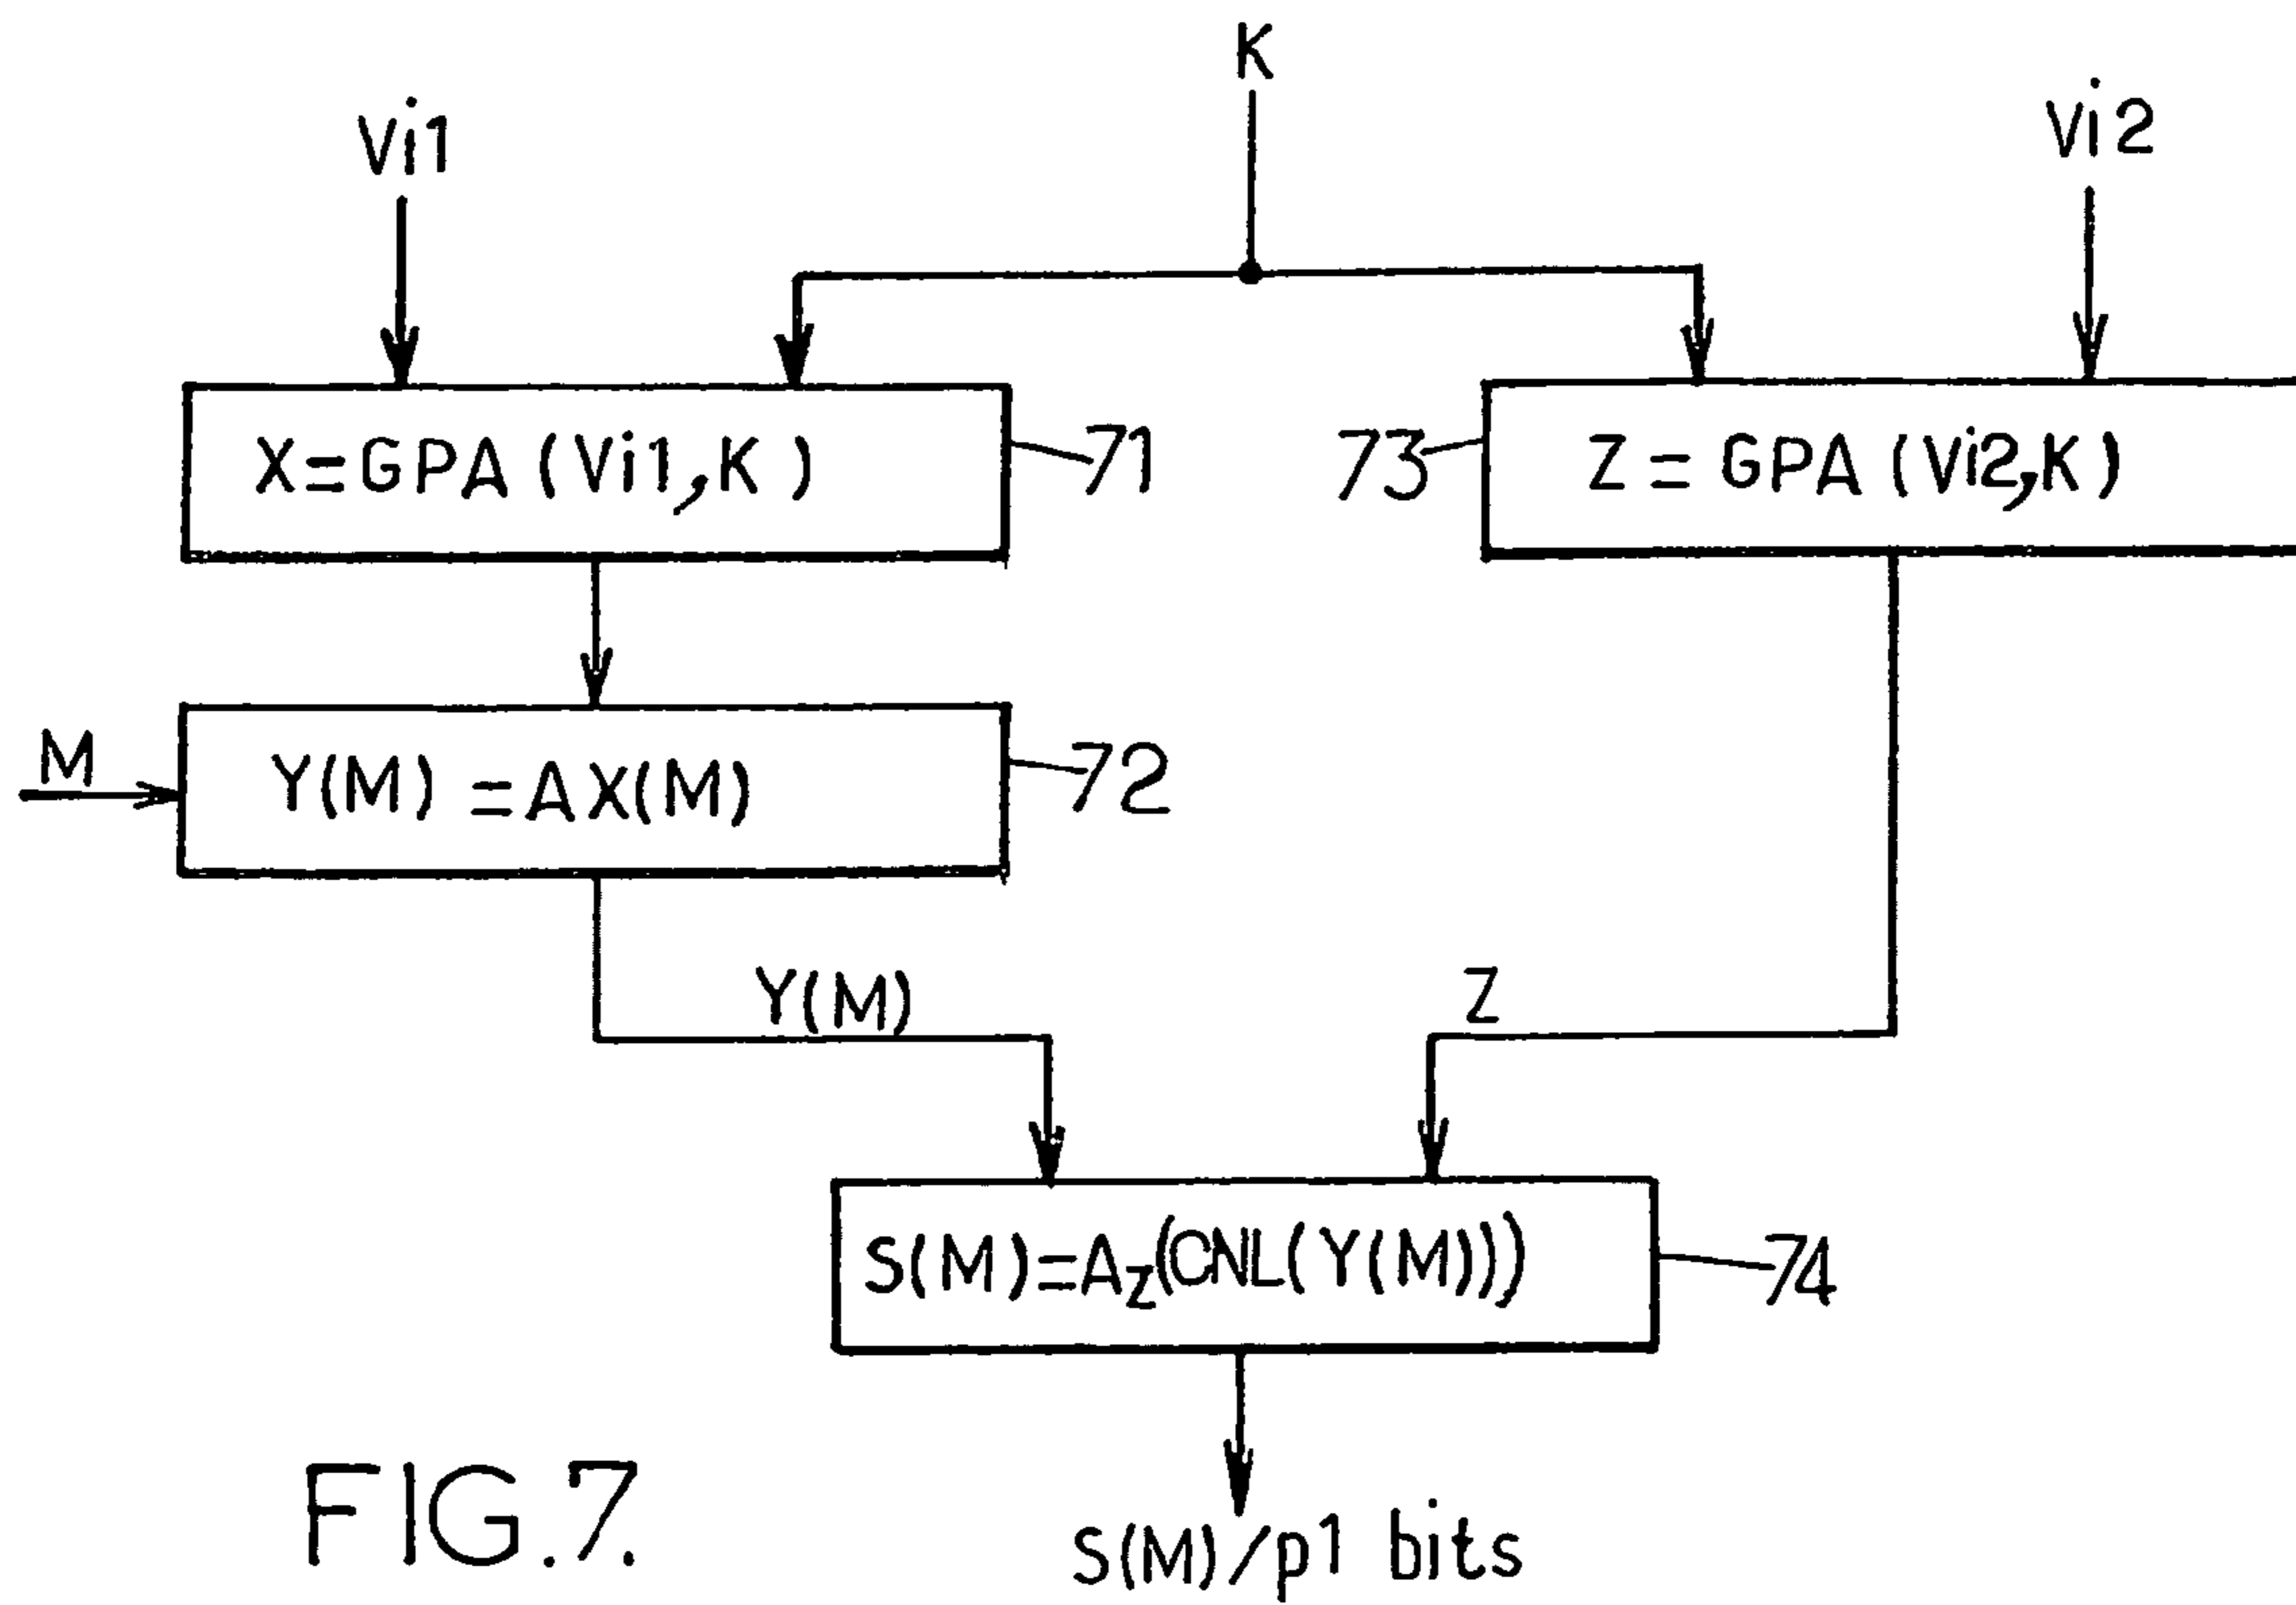 K
Vi1
Vi2
X=GPA(Vi1,K)
71
73
Z=GPA(Vi2,K)
M
Y(M)=AX(M)
72
Y(M)
Z
S(M)=Az(CNL(Y(M)))
74
S(M)/p1 bits
FIG.7.